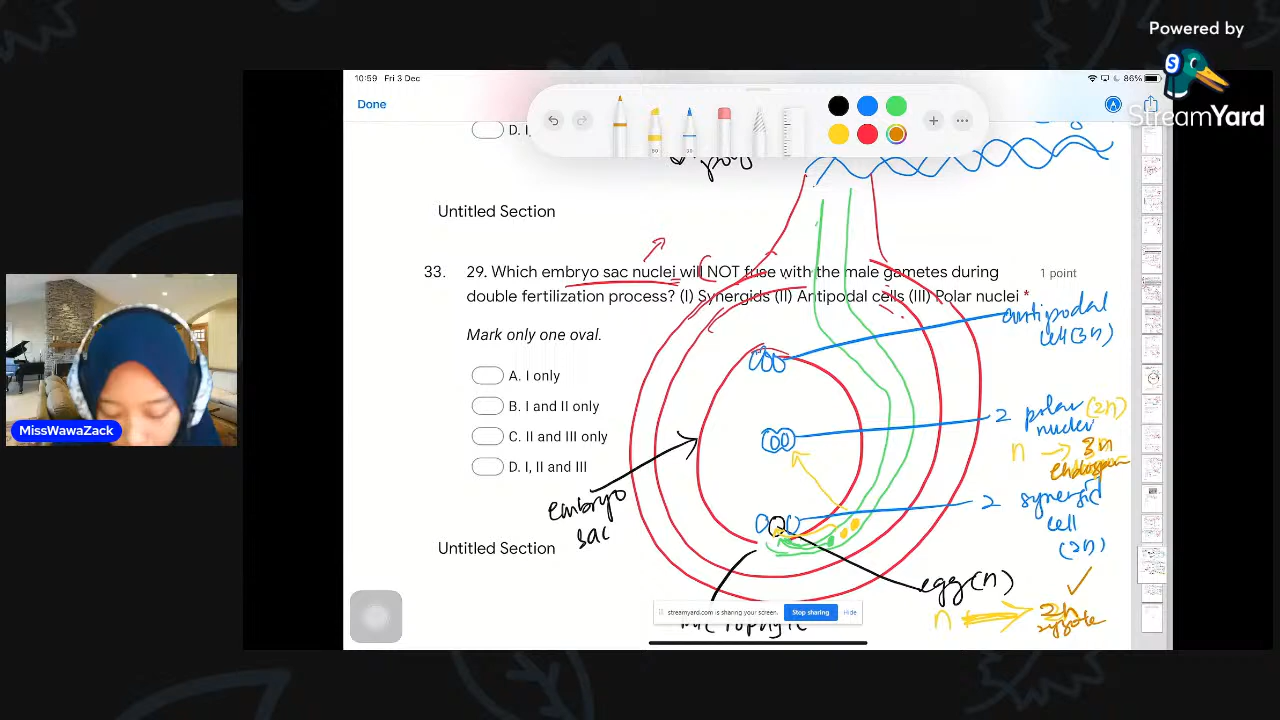 Powered by
StreamYard
10:59 Fri 3 Dec
86%
Done
D. I
Untitled Section
33. 29. Which embryo sac nuclei will NOT fuse with the male gametes during 1 point
double fertilization process? (I) Synergids (II) Antipodal cells (III) Polar nuclei *
Mark only one oval.
A. I only
B. I and II only
C. II and III only
D. I, II and III
antipodal
cell (3n)
2 polar (2n)
nuclei
n → 3n
2 synergid
cell
(2n)
embryo
sac
Untitled Section
egg (n)
n → 2n
zygote
streamyard.com is sharing your screen. Stop sharing Hide
MissWawaZack